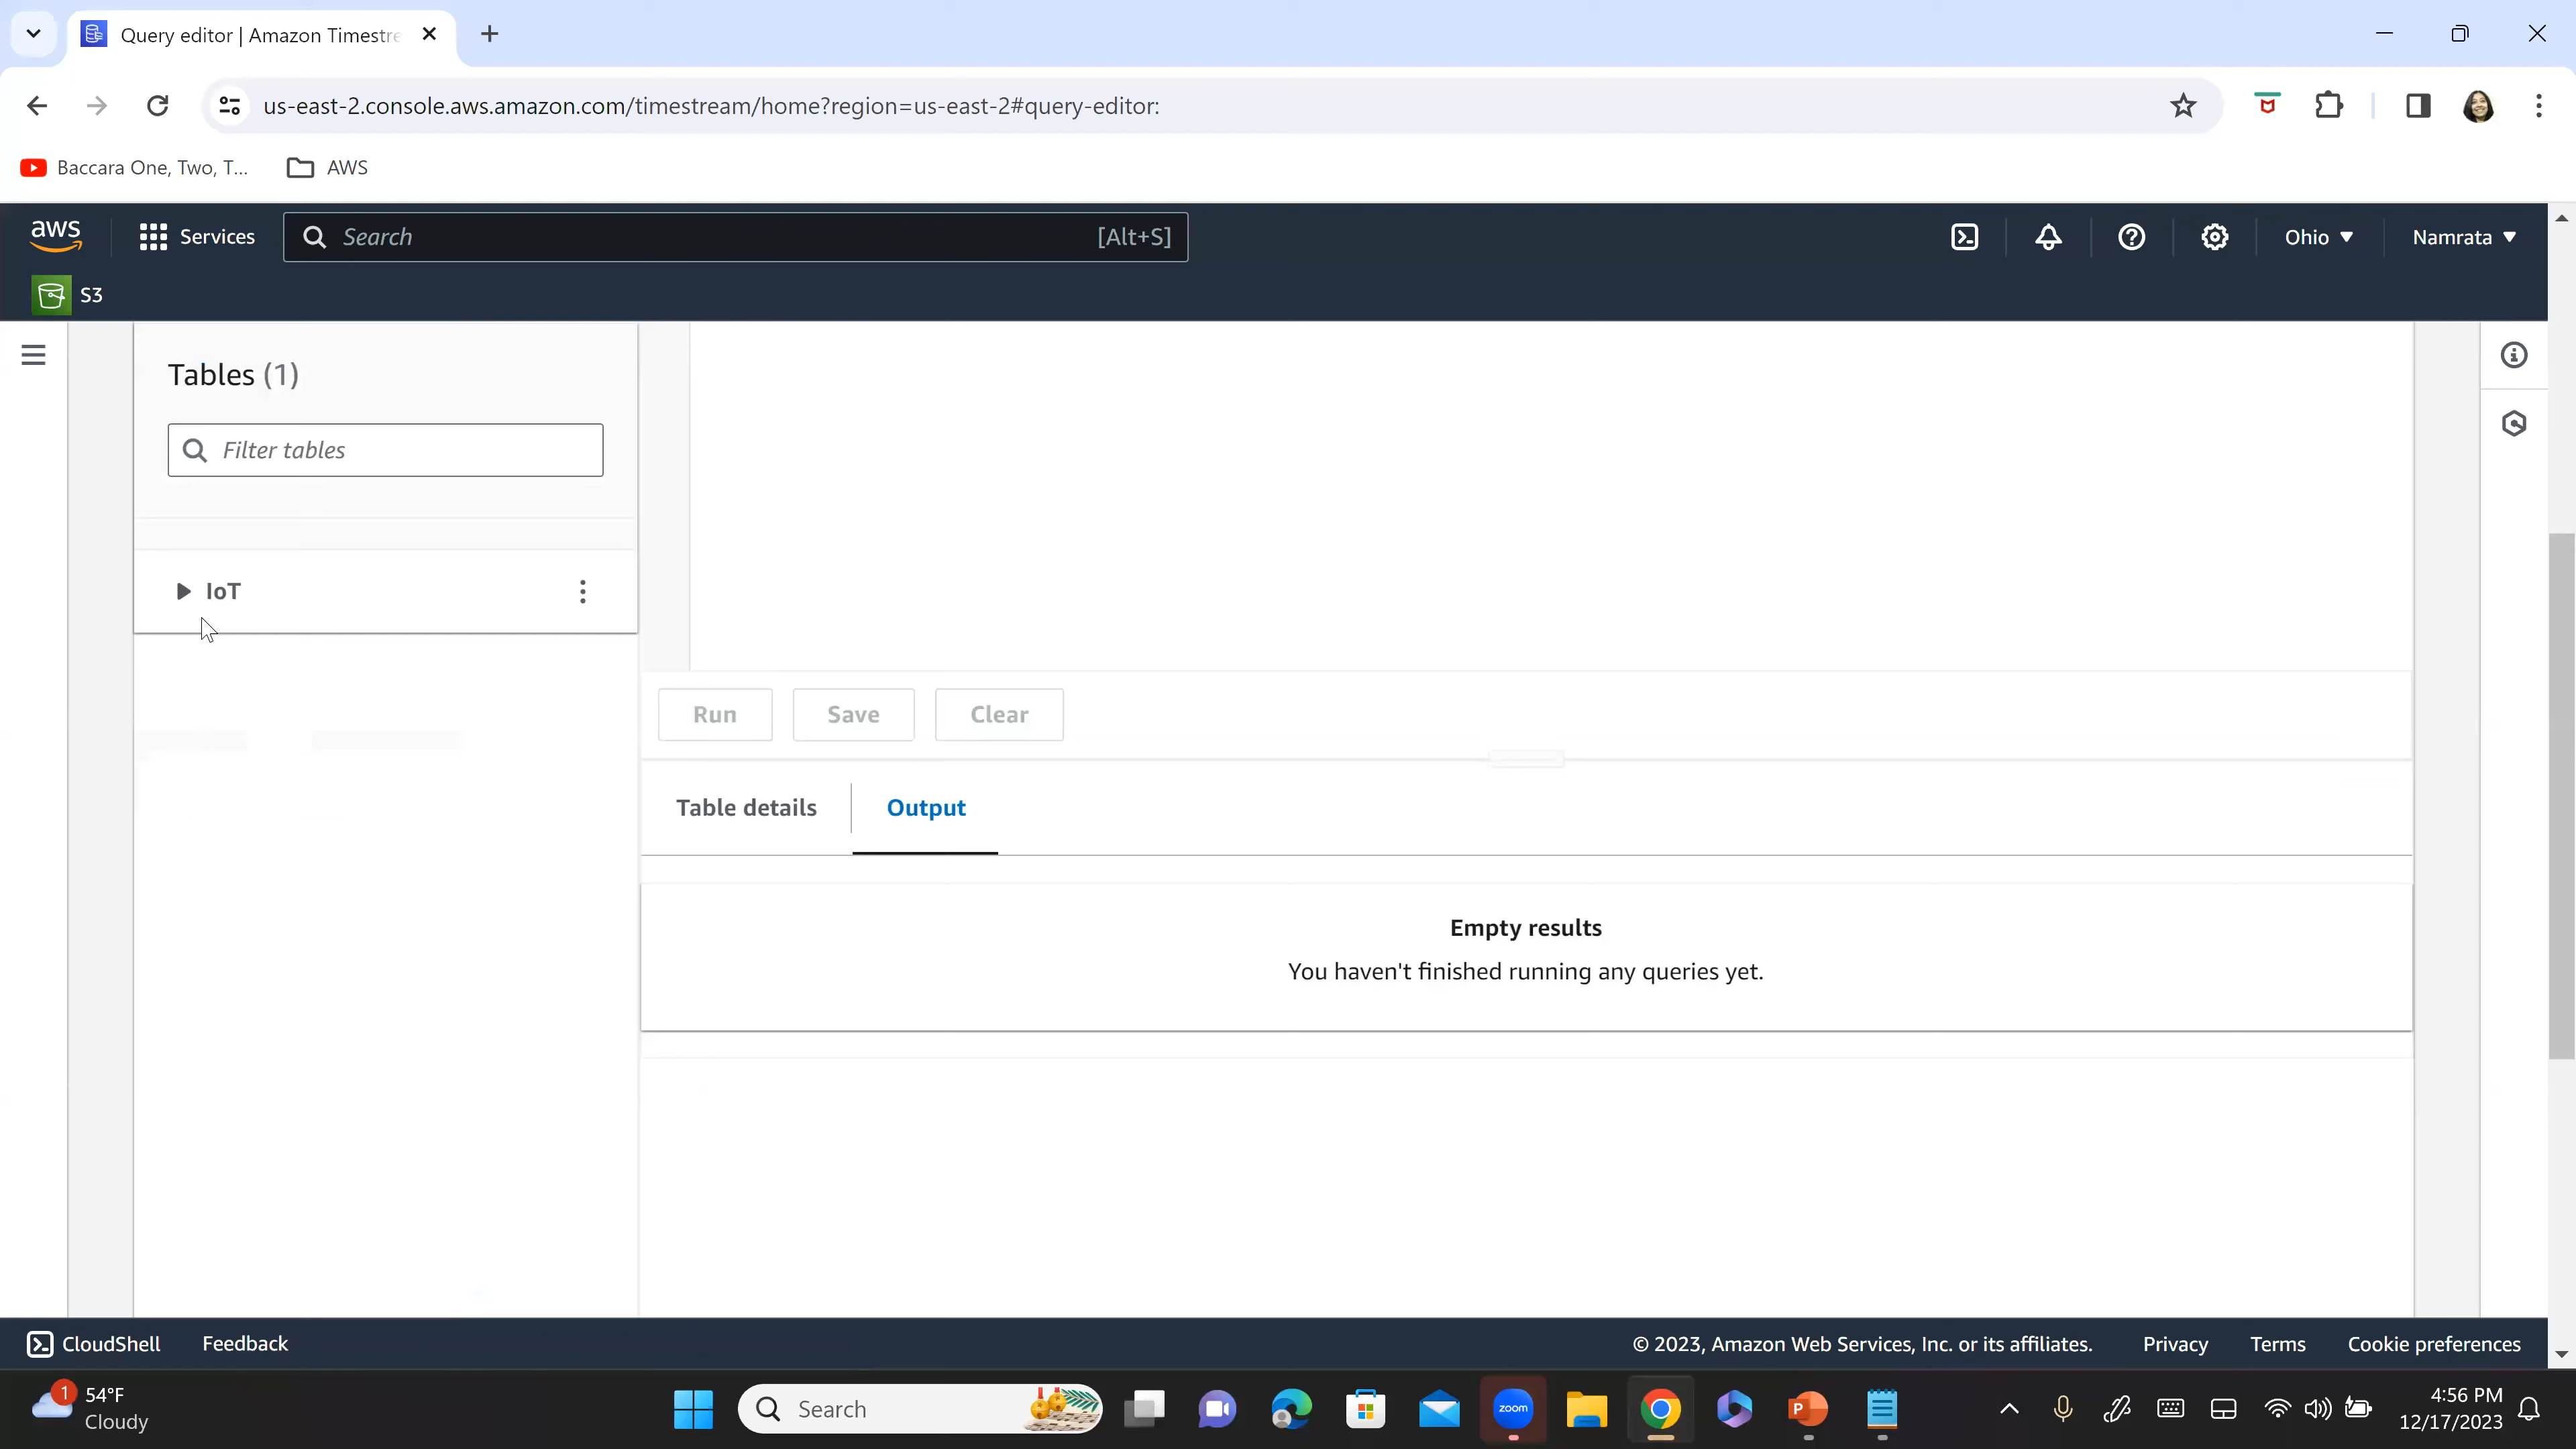 Query editor | Amazon Timestre
us-east-2.console.aws.amazon.com/timestream/home?region=us-east-2#query-editor:
Baccara One, Two, T...
AWS
aws
Services
Search
[Alt+S]
Ohio
Namrata
S3
Tables (1)
Filter tables
IoT
Run
Save
Clear
Table details
Output
Empty results
You haven't finished running any queries yet.
CloudShell
Feedback
© 2023, Amazon Web Services, Inc. or its affiliates.
Privacy
Terms
Cookie preferences
1
54°F
Cloudy
Search
zoom
P
4:56 PM
12/17/2023